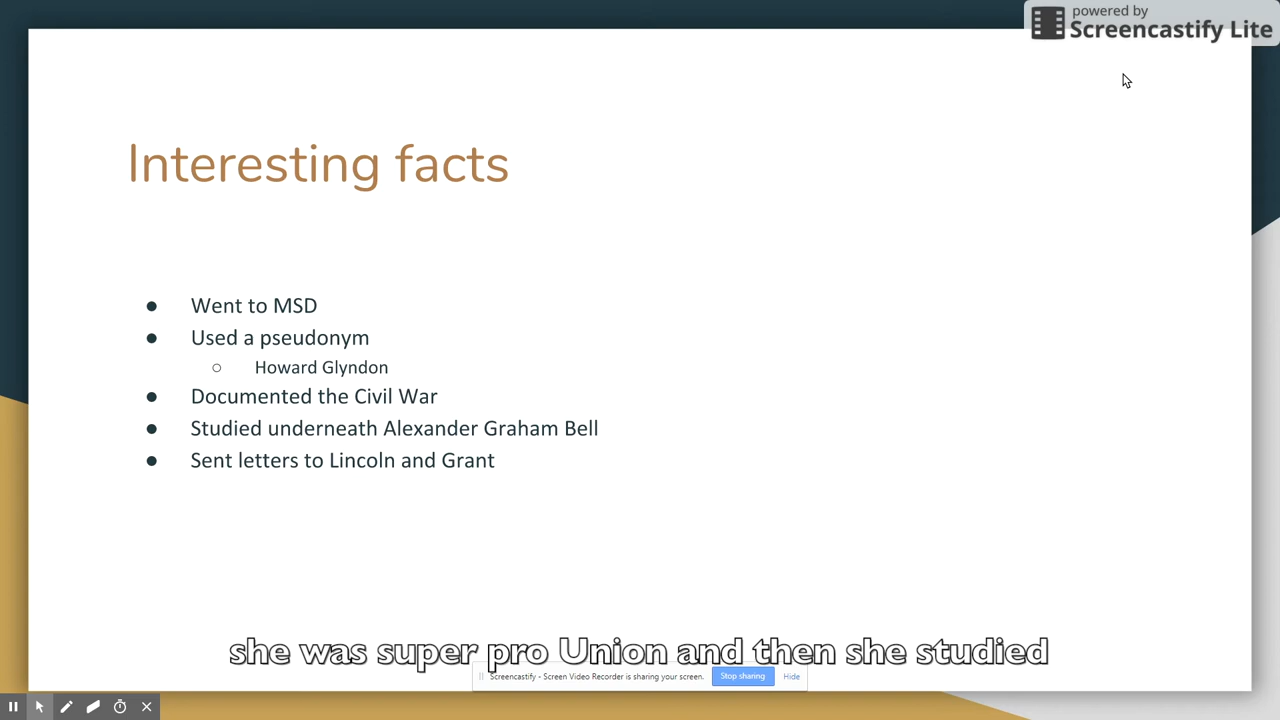 powered by
Screencastify Lite
Interesting facts
● Went to MSD
● Used a pseudonym
○ Howard Glyndon
● Documented the Civil War
● Studied underneath Alexander Graham Bell
● Sent letters to Lincoln and Grant
she was super pro Union and then she studied
Screencastify - Screen Video Recorder is sharing your screen. Stop sharing Hide